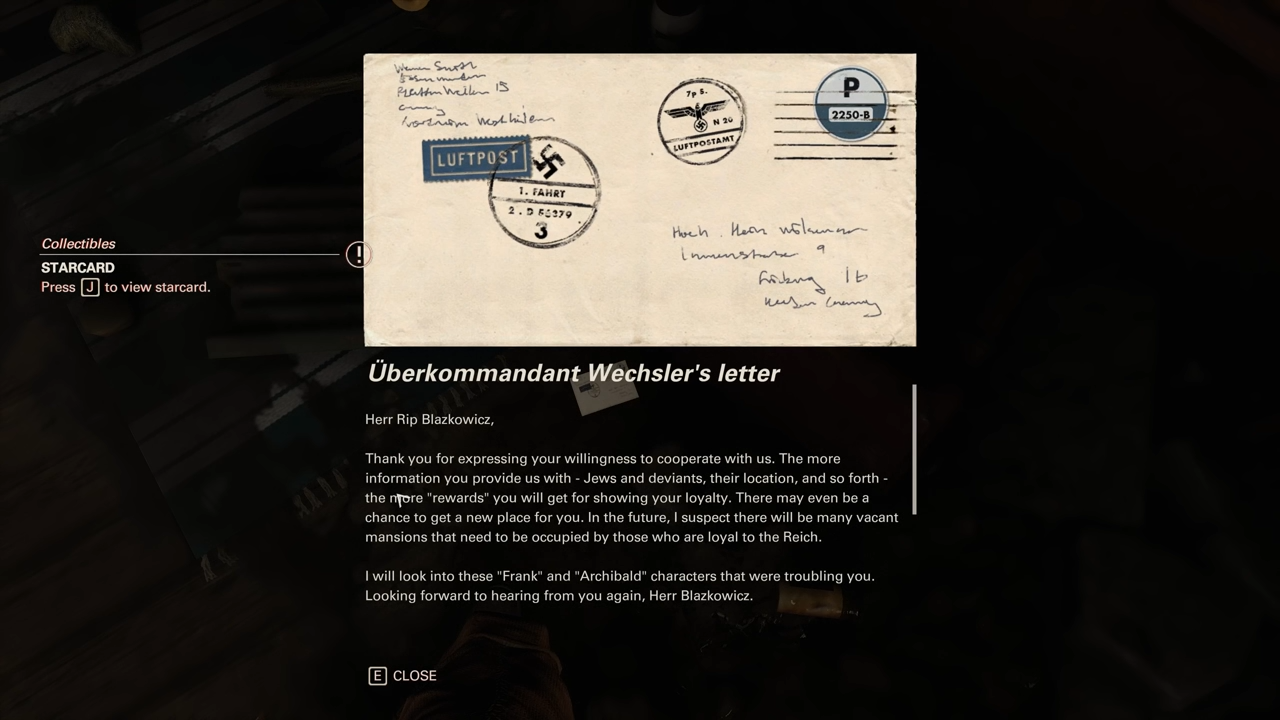 15
LUFTPOST
1. FAHRT
3
7p 5.
N 26
LUFTPOSTAMT
P
2250-B
9
Collectibles
!
STARCARD
Press J to view starcard.
Überkommandant Wechsler's letter
Herr Rip Blazkowicz,
Thank you for expressing your willingness to cooperate with us. The more
information you provide us with - Jews and deviants, their location, and so forth -
the more "rewards" you will get for showing your loyalty. There may even be a
chance to get a new place for you. In the future, I suspect there will be many vacant
mansions that need to be occupied by those who are loyal to the Reich.
I will look into these "Frank" and "Archibald" characters that were troubling you.
Looking forward to hearing from you again, Herr Blazkowicz.
E CLOSE